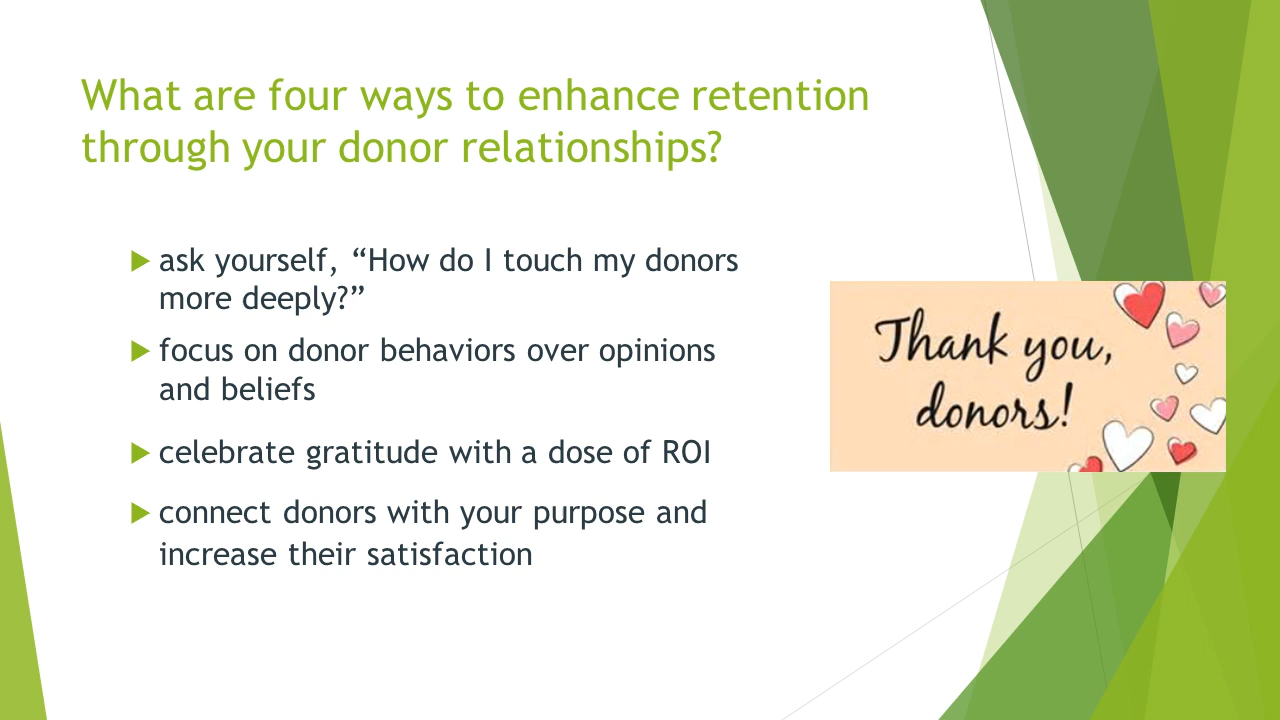 What are four ways to enhance retention
through your donor relationships?
ask yourself, “How do I touch my donors
more deeply?”
focus on donor behaviors over opinions
and beliefs
celebrate gratitude with a dose of ROI
connect donors with your purpose and
increase their satisfaction
Thank you,
donors!